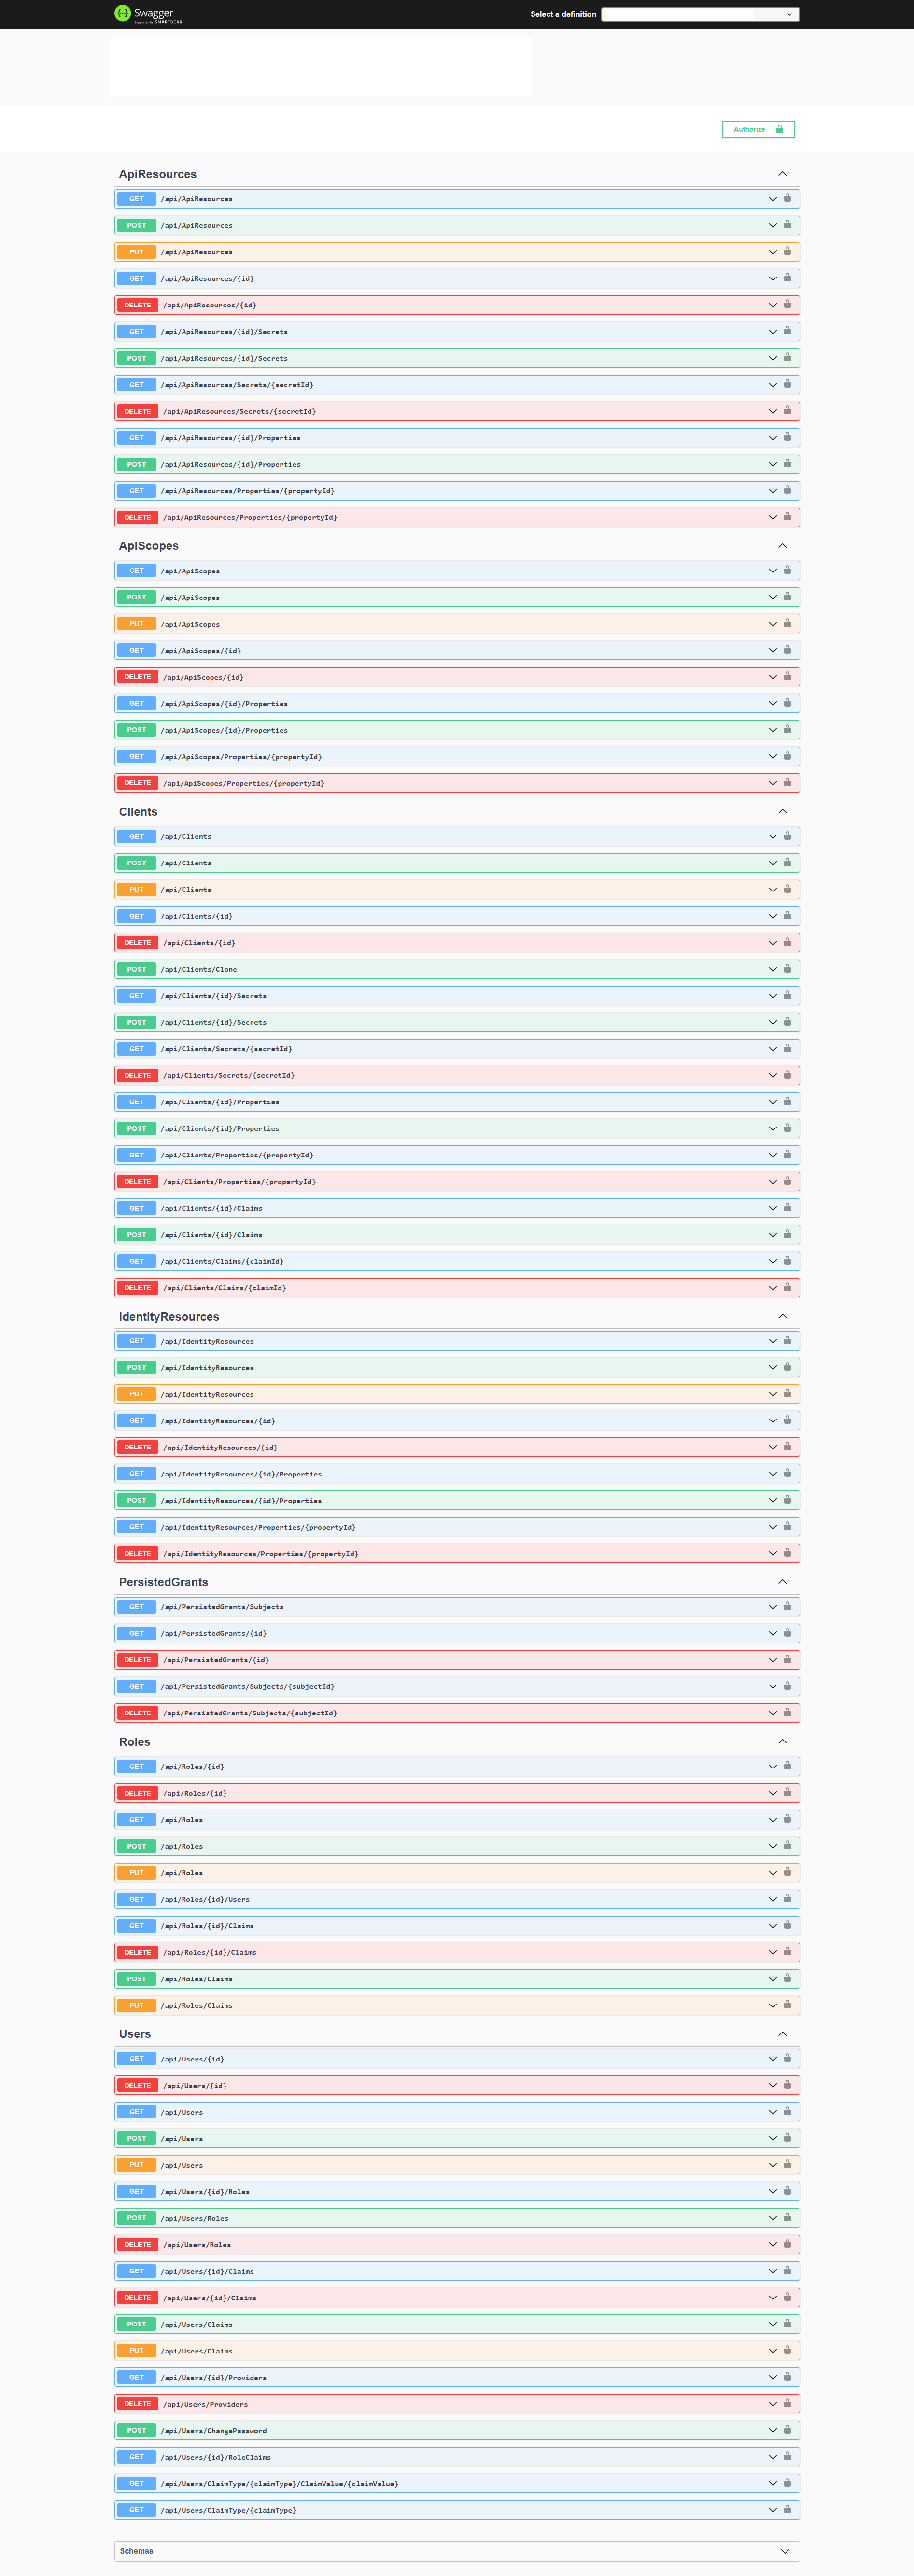 Swagger
Supported by SMARTBEAR
Select a definition
Authorize
ApiResources
GET /api/ApiResources
POST /api/ApiResources
PUT /api/ApiResources
GET /api/ApiResources/{id}
DELETE /api/ApiResources/{id}
GET /api/ApiResources/{id}/Secrets
POST /api/ApiResources/{id}/Secrets
GET /api/ApiResources/Secrets/{secretId}
DELETE /api/ApiResources/Secrets/{secretId}
GET /api/ApiResources/{id}/Properties
POST /api/ApiResources/{id}/Properties
GET /api/ApiResources/Properties/{propertyId}
DELETE /api/ApiResources/Properties/{propertyId}
ApiScopes
GET /api/ApiScopes
POST /api/ApiScopes
PUT /api/ApiScopes
GET /api/ApiScopes/{id}
DELETE /api/ApiScopes/{id}
GET /api/ApiScopes/{id}/Properties
POST /api/ApiScopes/{id}/Properties
GET /api/ApiScopes/Properties/{propertyId}
DELETE /api/ApiScopes/Properties/{propertyId}
Clients
GET /api/Clients
POST /api/Clients
PUT /api/Clients
GET /api/Clients/{id}
DELETE /api/Clients/{id}
POST /api/Clients/Clone
GET /api/Clients/{id}/Secrets
POST /api/Clients/{id}/Secrets
GET /api/Clients/Secrets/{secretId}
DELETE /api/Clients/Secrets/{secretId}
GET /api/Clients/{id}/Properties
POST /api/Clients/{id}/Properties
GET /api/Clients/Properties/{propertyId}
DELETE /api/Clients/Properties/{propertyId}
GET /api/Clients/{id}/Claims
POST /api/Clients/{id}/Claims
GET /api/Clients/Claims/{claimId}
DELETE /api/Clients/Claims/{claimId}
IdentityResources
GET /api/IdentityResources
POST /api/IdentityResources
PUT /api/IdentityResources
GET /api/IdentityResources/{id}
DELETE /api/IdentityResources/{id}
GET /api/IdentityResources/{id}/Properties
POST /api/IdentityResources/{id}/Properties
GET /api/IdentityResources/Properties/{propertyId}
DELETE /api/IdentityResources/Properties/{propertyId}
PersistedGrants
GET /api/PersistedGrants/Subjects
GET /api/PersistedGrants/{id}
DELETE /api/PersistedGrants/{id}
GET /api/PersistedGrants/Subjects/{subjectId}
DELETE /api/PersistedGrants/Subjects/{subjectId}
Roles
GET /api/Roles/{id}
DELETE /api/Roles/{id}
GET /api/Roles
POST /api/Roles
PUT /api/Roles
GET /api/Roles/{id}/Users
GET /api/Roles/{id}/Claims
DELETE /api/Roles/{id}/Claims
POST /api/Roles/Claims
PUT /api/Roles/Claims
Users
GET /api/Users/{id}
DELETE /api/Users/{id}
GET /api/Users
POST /api/Users
PUT /api/Users
GET /api/Users/{id}/Roles
POST /api/Users/Roles
DELETE /api/Users/Roles
GET /api/Users/{id}/Claims
DELETE /api/Users/{id}/Claims
POST /api/Users/Claims
PUT /api/Users/Claims
GET /api/Users/{id}/Providers
DELETE /api/Users/Providers
POST /api/Users/ChangePassword
GET /api/Users/{id}/RoleClaims
GET /api/Users/ClaimType/{claimType}/ClaimValue/{claimValue}
GET /api/Users/ClaimType/{claimType}
Schemas